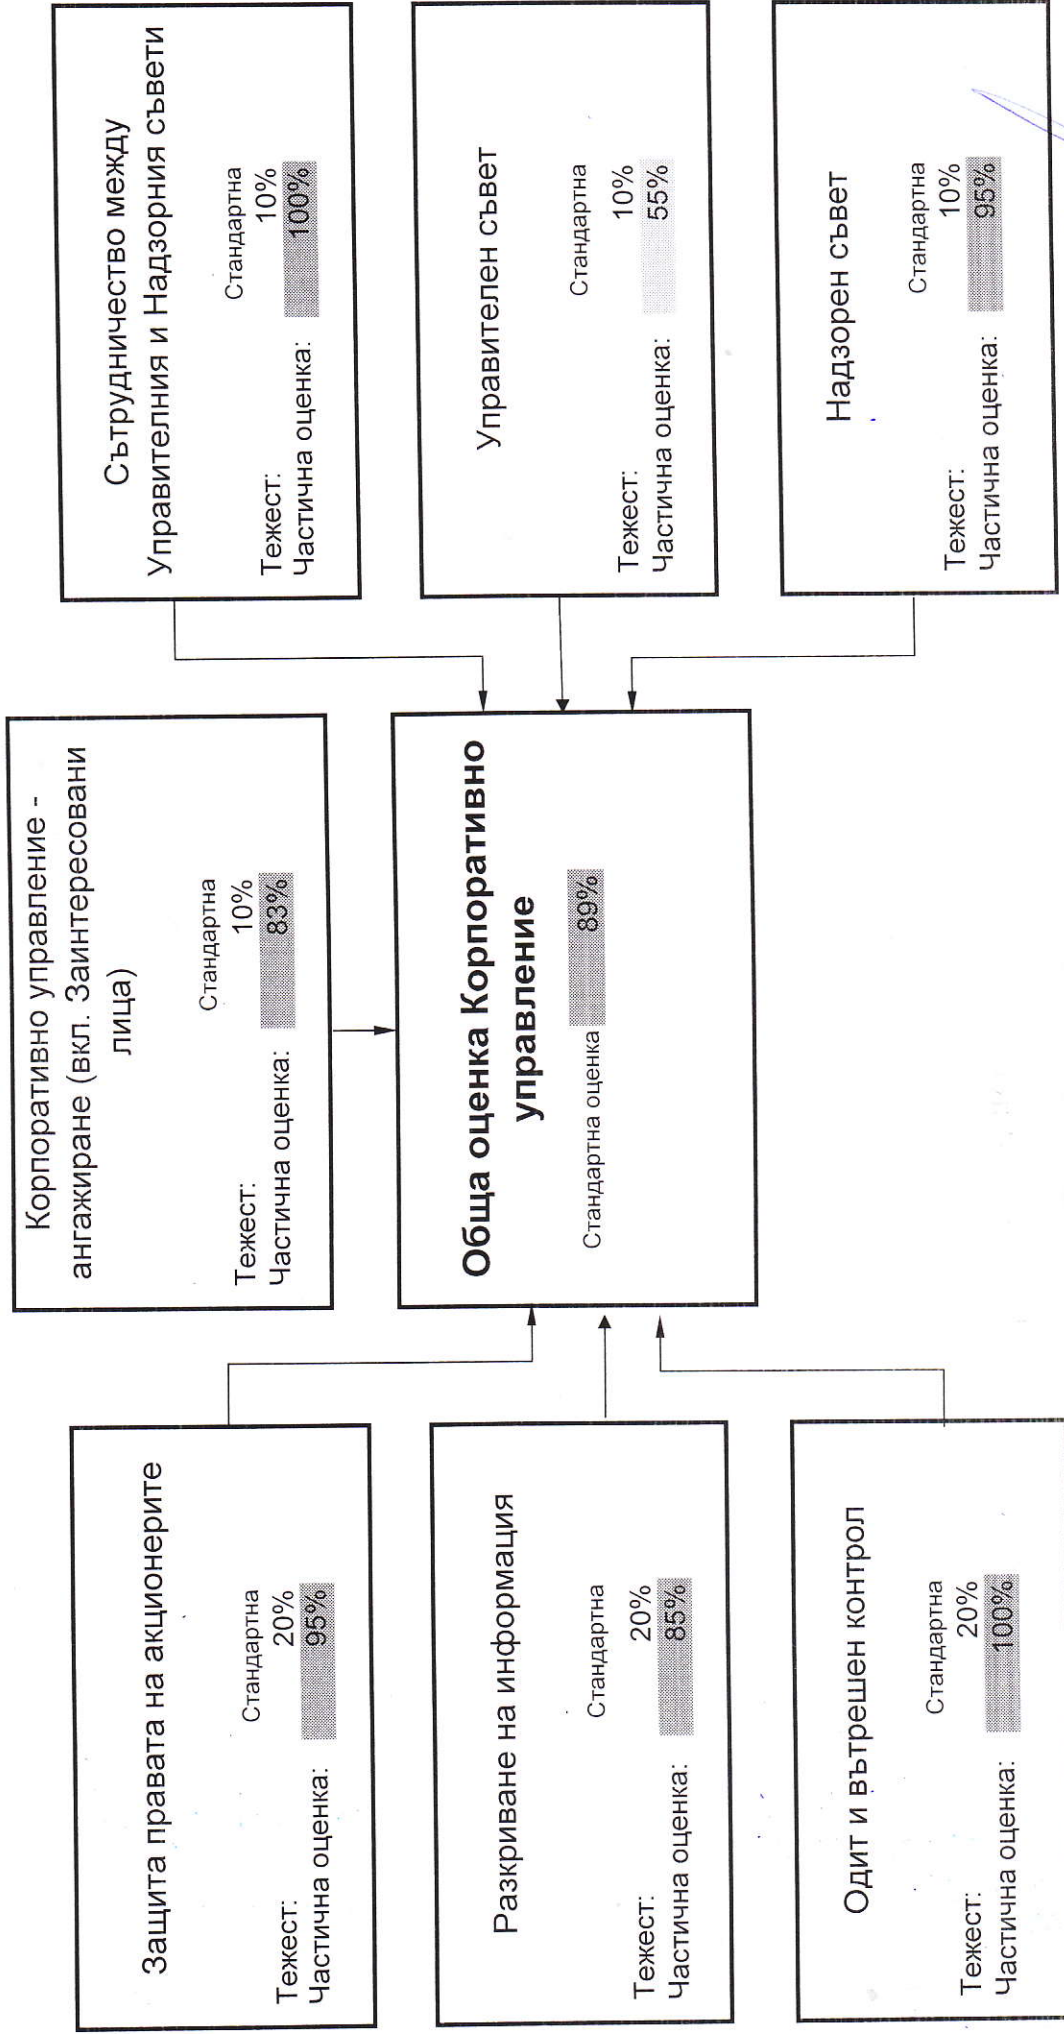 Корпоративно управление -
ангажиране (вкл. Заинтересовани
лица)
Стандартна
Тежест: 10%
Частична оценка: 83%
Защита правата на акционерите
Стандартна
Тежест: 20%
Частична оценка: 95%
Разкриване на информация
Стандартна
Тежест: 20%
Частична оценка: 85%
Одит и вътрешен контрол
Стандартна
Тежест: 20%
Частична оценка: 100%
Обща оценка Корпоративно
управление
Стандартна оценка 89%
Сътрудничество между
Управителния и Надзорния съвети
Стандартна
Тежест: 10%
Частична оценка: 100%
Управителен съвет
Стандартна
Тежест: 10%
Частична оценка: 55%
Надзорен съвет
Стандартна
Тежест: 10%
Частична оценка: 95%